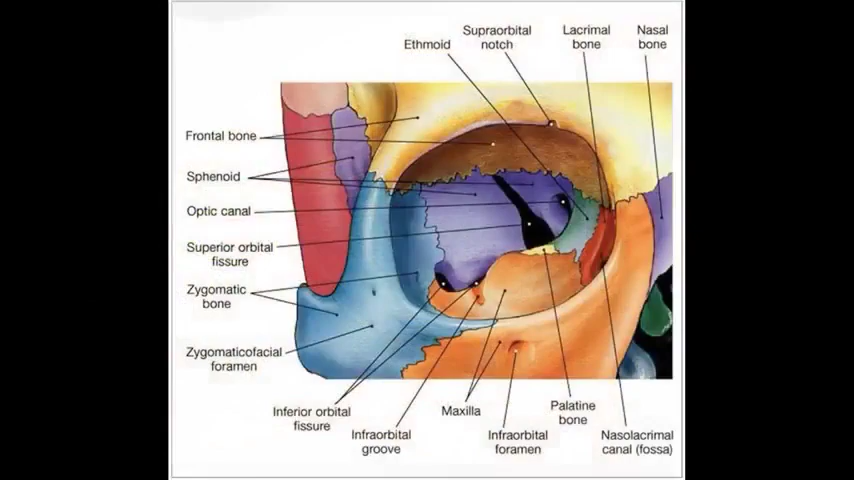 Supraorbital
notch
Lacrimal
bone
Nasal
bone
Ethmoid
Frontal bone
Sphenoid
Optic canal
Superior orbital
fissure
Zygomatic
bone
Zygomaticofacial
foramen
Inferior orbital
fissure
Infraorbital
groove
Maxilla
Infraorbital
foramen
Palatine
bone
Nasolacrimal
canal (fossa)